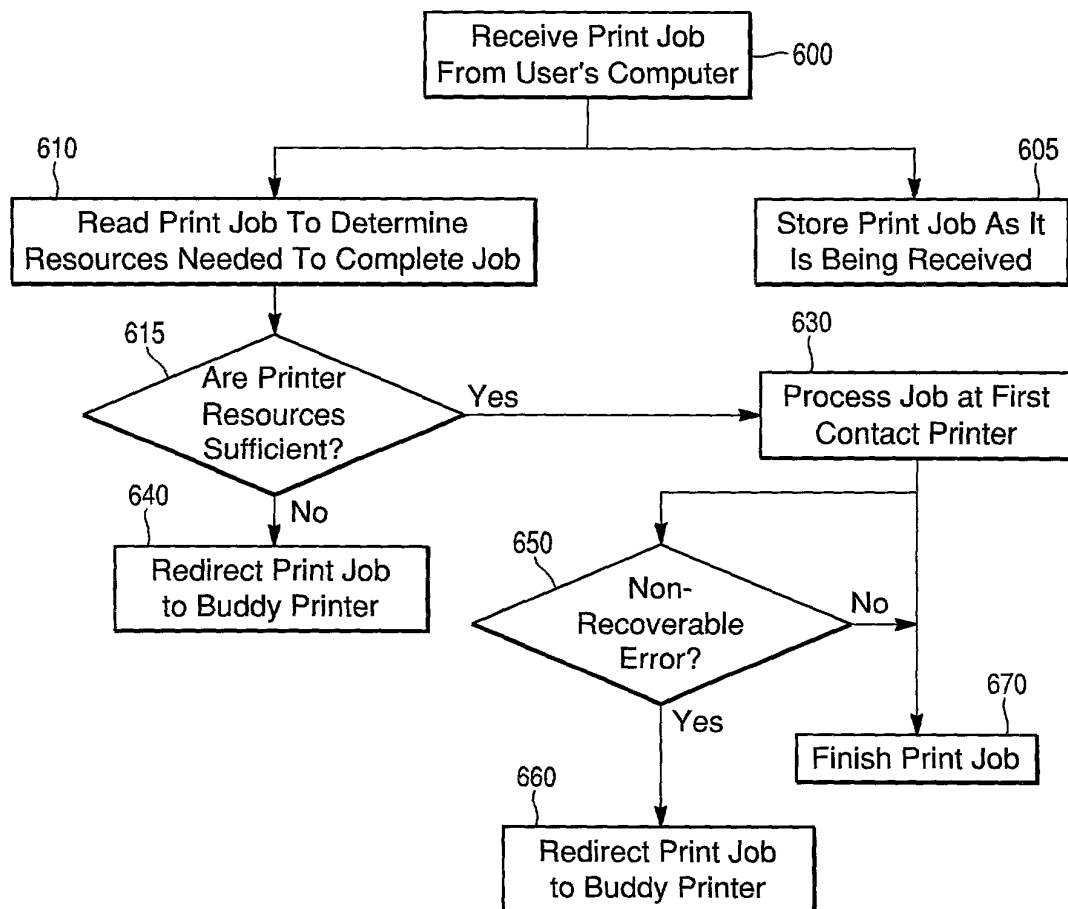 Receive Print Job
From User's Computer
600
610
Read Print Job To Determine
Resources Needed To Complete Job
605
Store Print Job As It
Is Being Received
615
Are Printer
Resources
Sufficient?
Yes
No
630
Process Job at First
Contact Printer
640
Redirect Print Job
to Buddy Printer
650
Non-
Recoverable
Error?
No
Yes
670
Finish Print Job
660
Redirect Print Job
to Buddy Printer